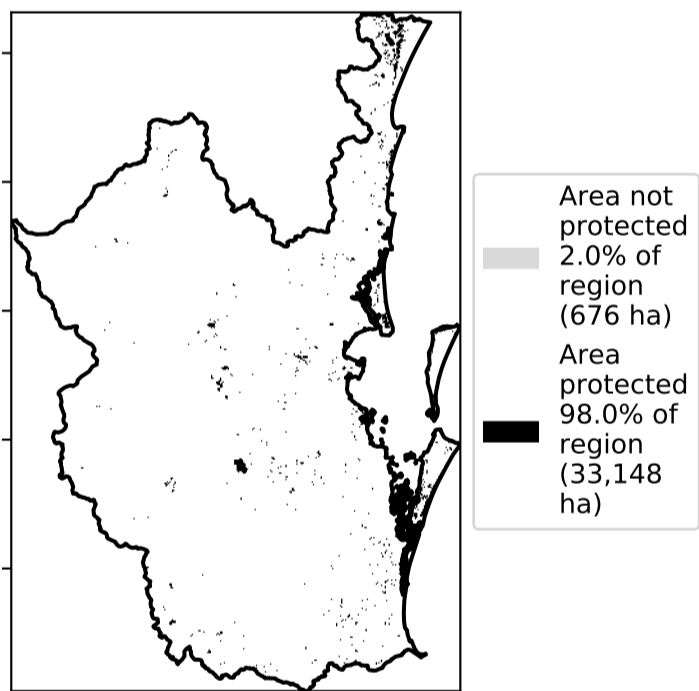 Area not
protected
2.0% of
region
(676 ha)
Area
protected
98.0% of
region
(33,148
ha)